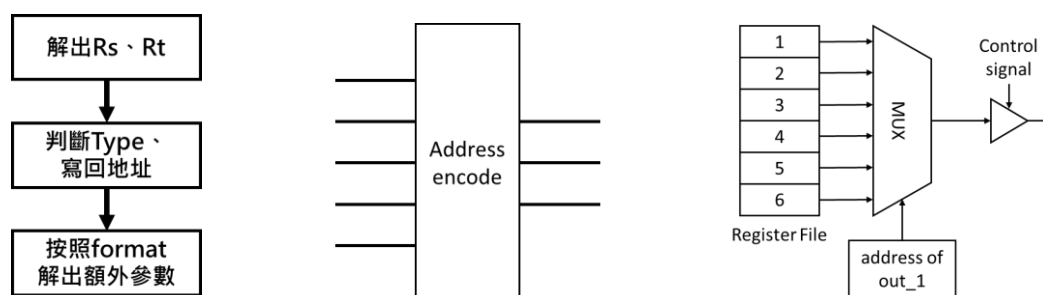 解出Rs、Rt
判斷Type、
寫回地址
按照format
解出額外參數
Address
encode
1
2
3
4
5
6
Register File
MUX
address of
out_1
Control
signal